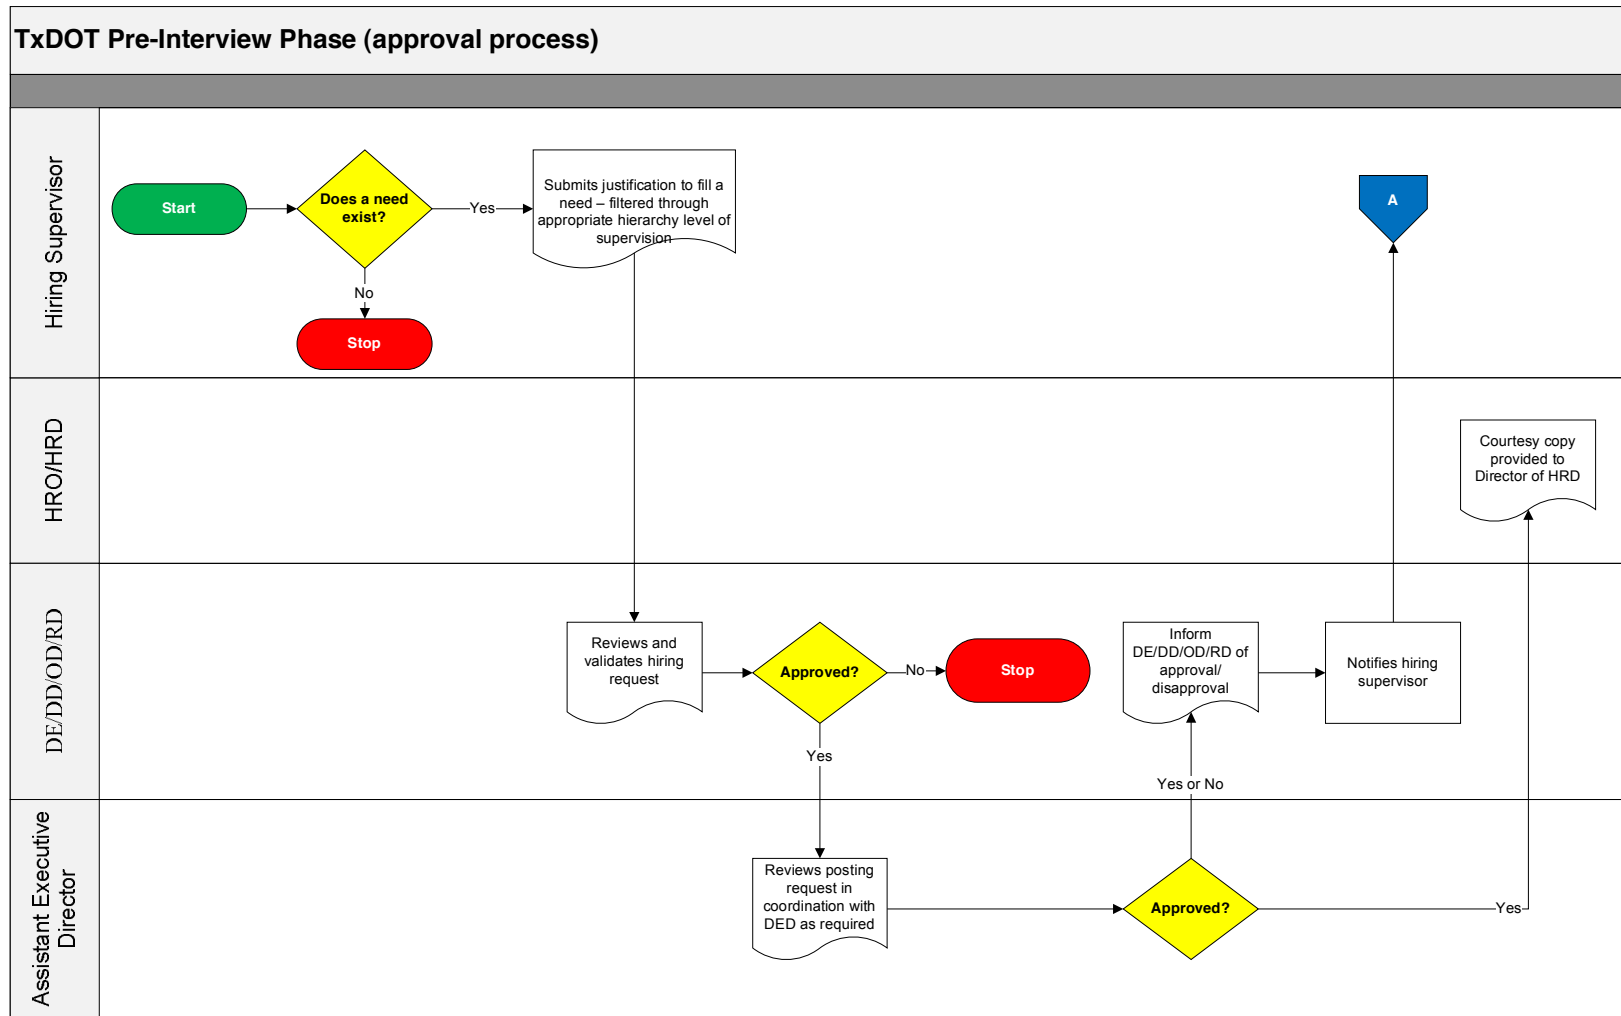 TxDOT Pre-Interview Phase (approval process)
Hiring Supervisor
Start
Does a need
exist?
Yes
No
Stop
Submits justification to fill a
need – filtered through
appropriate hierarchy level of
supervision
A
HRO/HRD
Courtesy copy
provided to
Director of HRD
DE/DD/OD/RD
Reviews and
validates hiring
request
Approved?
No
Stop
Yes
Inform
DE/DD/OD/RD of
approval/
disapproval
Notifies hiring
supervisor
Yes or No
Assistant Executive
Director
Reviews posting
request in
coordination with
DED as required
Approved?
Yes